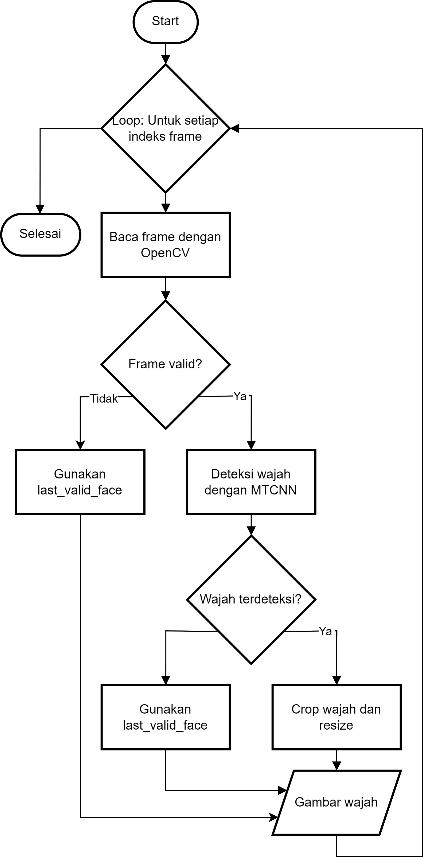 Start
Loop: Untuk setiap
indeks frame
Selesai
Baca frame dengan
OpenCV
Frame valid?
Tidak
Ya
Gunakan
last_valid_face
Deteksi wajah
dengan MTCNN
Wajah terdeteksi?
Ya
Gunakan
last_valid_face
Crop wajah dan
resize
Gambar wajah